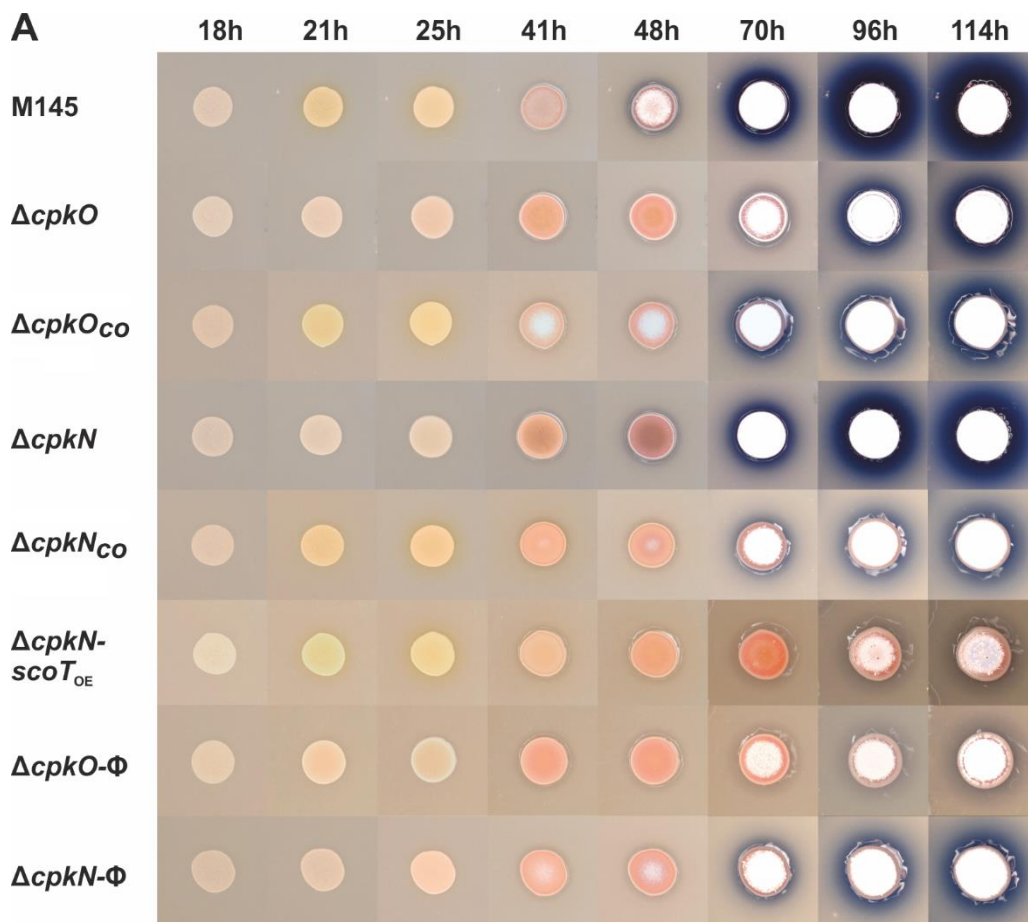 A
18h 21h 25h 41h 48h 70h 96h 114h
M145
ΔcpkO
ΔcpkOCO
ΔcpkN
ΔcpkNCO
ΔcpkN-
scoTOE
ΔcpkO-Φ
ΔcpkN-Φ